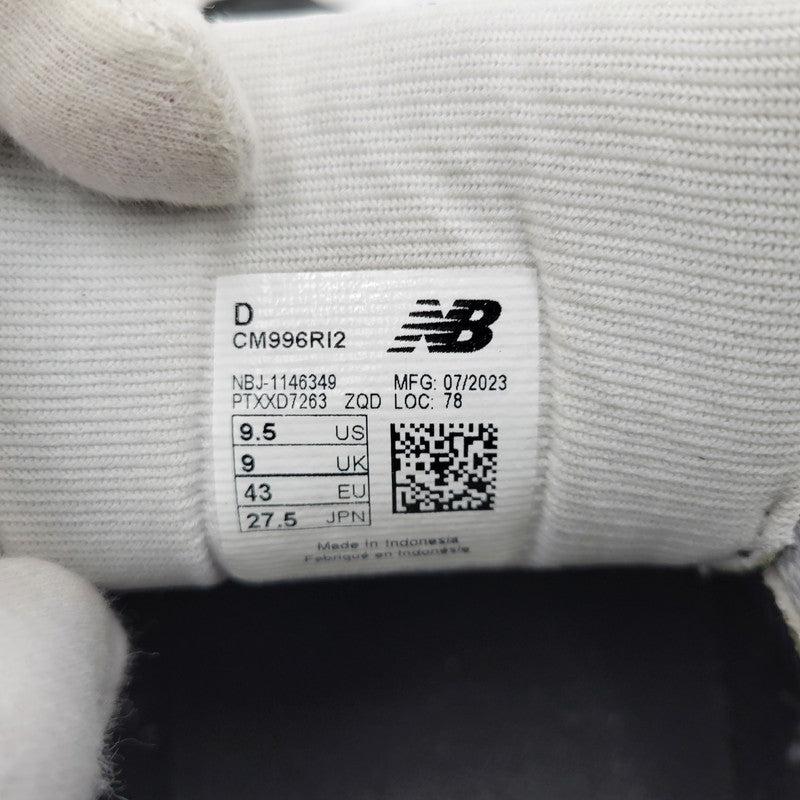 D
NB
CM996RI2
NBJ-1146349 MFG: 07/2023
PTXXD7263 ZQD LOC: 78
9.5 US
9 UK
43 EU
27.5 JPN
Made in Indonesia
Fabriqué en Indonésie